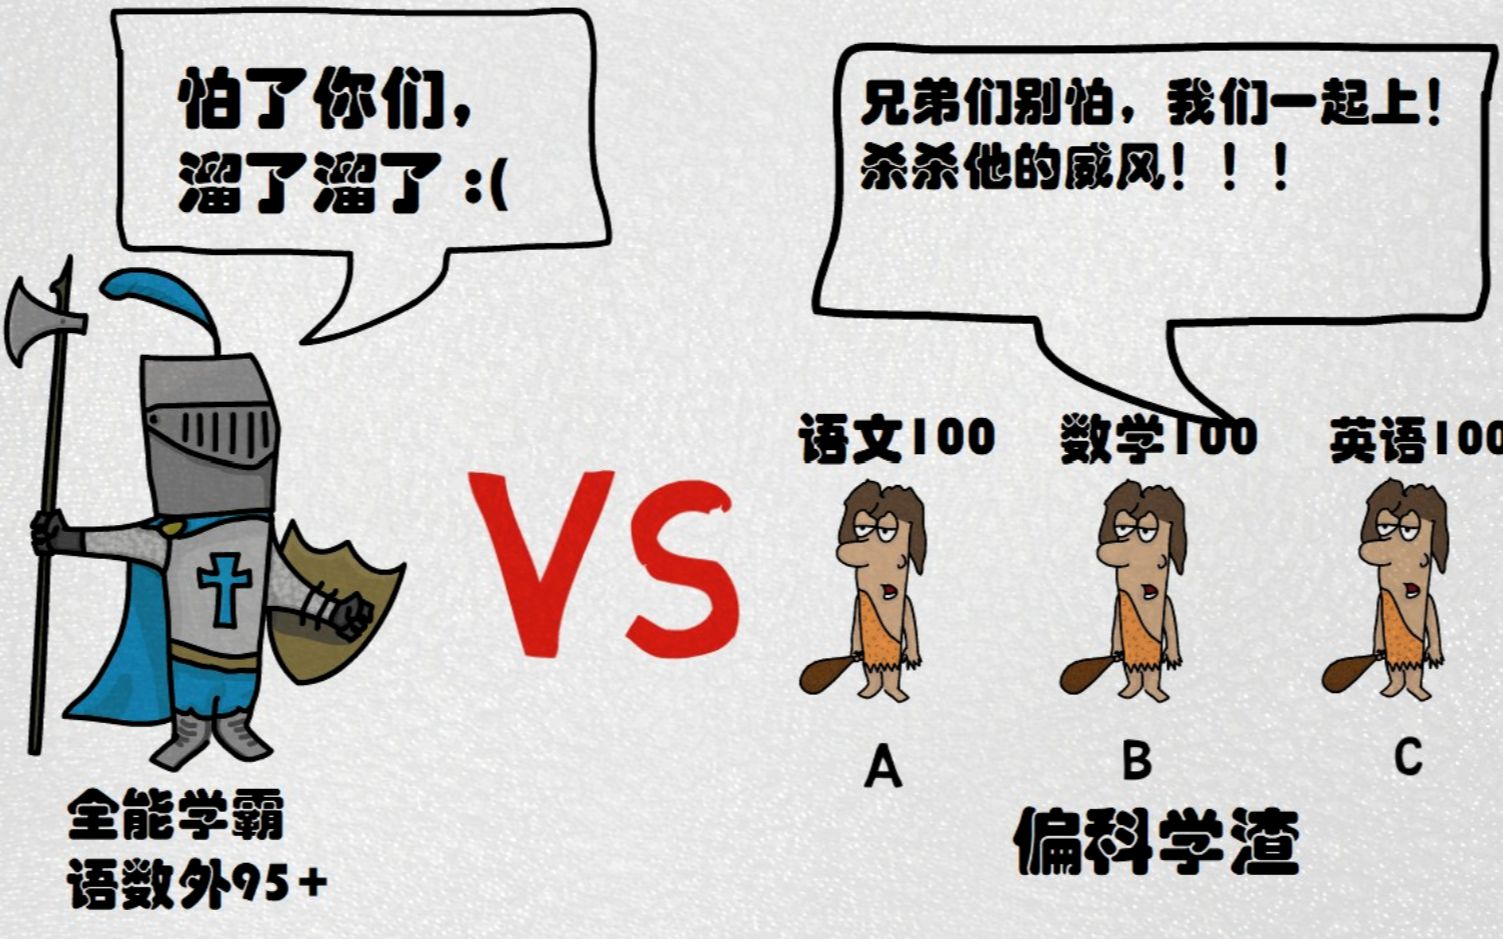 怕了你们，
溜了溜了 :(
兄弟们别怕，我们一起上！
杀杀他的威风！！！
VS
语文100
数学100
英语100
A
B
C
全能学霸
语数外95+
偏科学渣